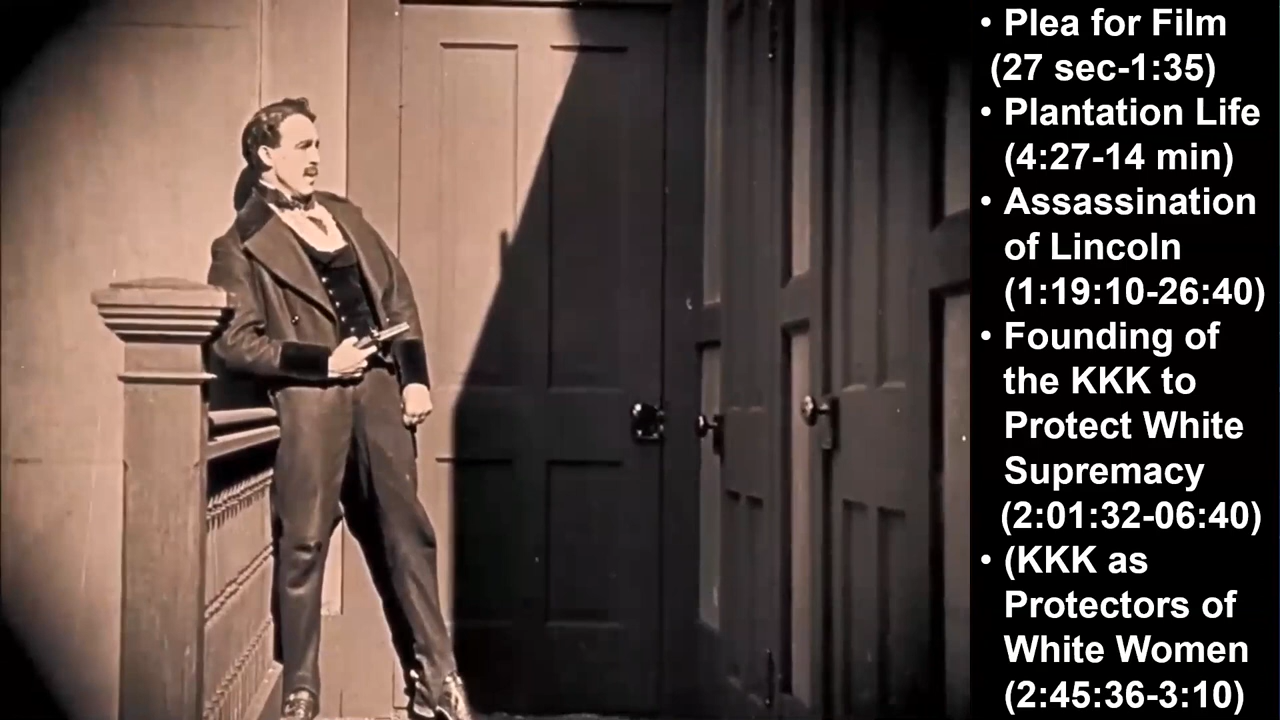 • Plea for Film
(27 sec-1:35)
• Plantation Life
(4:27-14 min)
• Assassination
of Lincoln
(1:19:10-26:40)
• Founding of
the KKK to
Protect White
Supremacy
(2:01:32-06:40)
• (KKK as
Protectors of
White Women
(2:45:36-3:10)